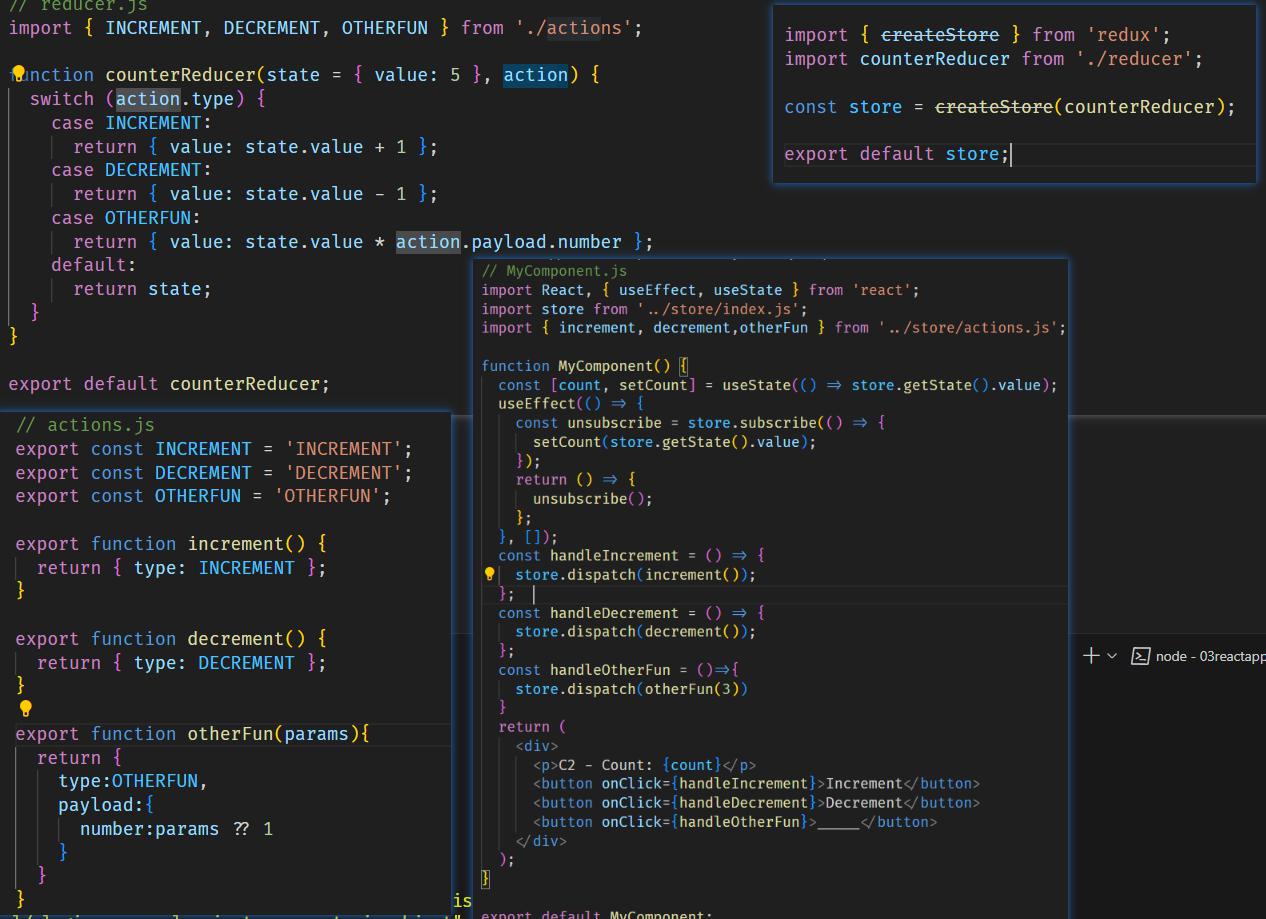 // reducer.js
import { INCREMENT, DECREMENT, OTHERFUN } from './actions';
function counterReducer(state = { value: 5 }, action) {
switch (action.type) {
case INCREMENT:
return { value: state.value + 1 };
case DECREMENT:
return { value: state.value - 1 };
case OTHERFUN:
return { value: state.value * action.payload.number };
default:
return state;
}
}
export default counterReducer;
import { createStore } from 'redux';
import counterReducer from './reducer';
const store = createStore(counterReducer);
export default store;
// actions.js
export const INCREMENT = 'INCREMENT';
export const DECREMENT = 'DECREMENT';
export const OTHERFUN = 'OTHERFUN';
export function increment() {
return { type: INCREMENT };
}
export function decrement() {
return { type: DECREMENT };
}
export function otherFun(params){
return {
type:OTHERFUN,
payload:{
number:params ?? 1
}
}
}
// MyComponent.js
import React, { useEffect, useState } from 'react';
import store from '../store/index.js';
import { increment, decrement,otherFun } from '../store/actions.js';
function MyComponent() {
const [count, setCount] = useState(() => store.getState().value);
useEffect(() => {
const unsubscribe = store.subscribe(() => {
setCount(store.getState().value);
});
return () => {
unsubscribe();
};
}, []);
const handleIncrement = () => {
store.dispatch(increment());
};
const handleDecrement = () => {
store.dispatch(decrement());
};
const handleOtherFun = ()=>{
store.dispatch(otherFun(3))
}
return (
<div>
<p>C2 - Count: {count}</p>
<button onClick={handleIncrement}>Increment</button>
<button onClick={handleDecrement}>Decrement</button>
<button onClick={handleOtherFun}>_____</button>
</div>
);
}
export default MyComponent;
node - 03reactapp
is